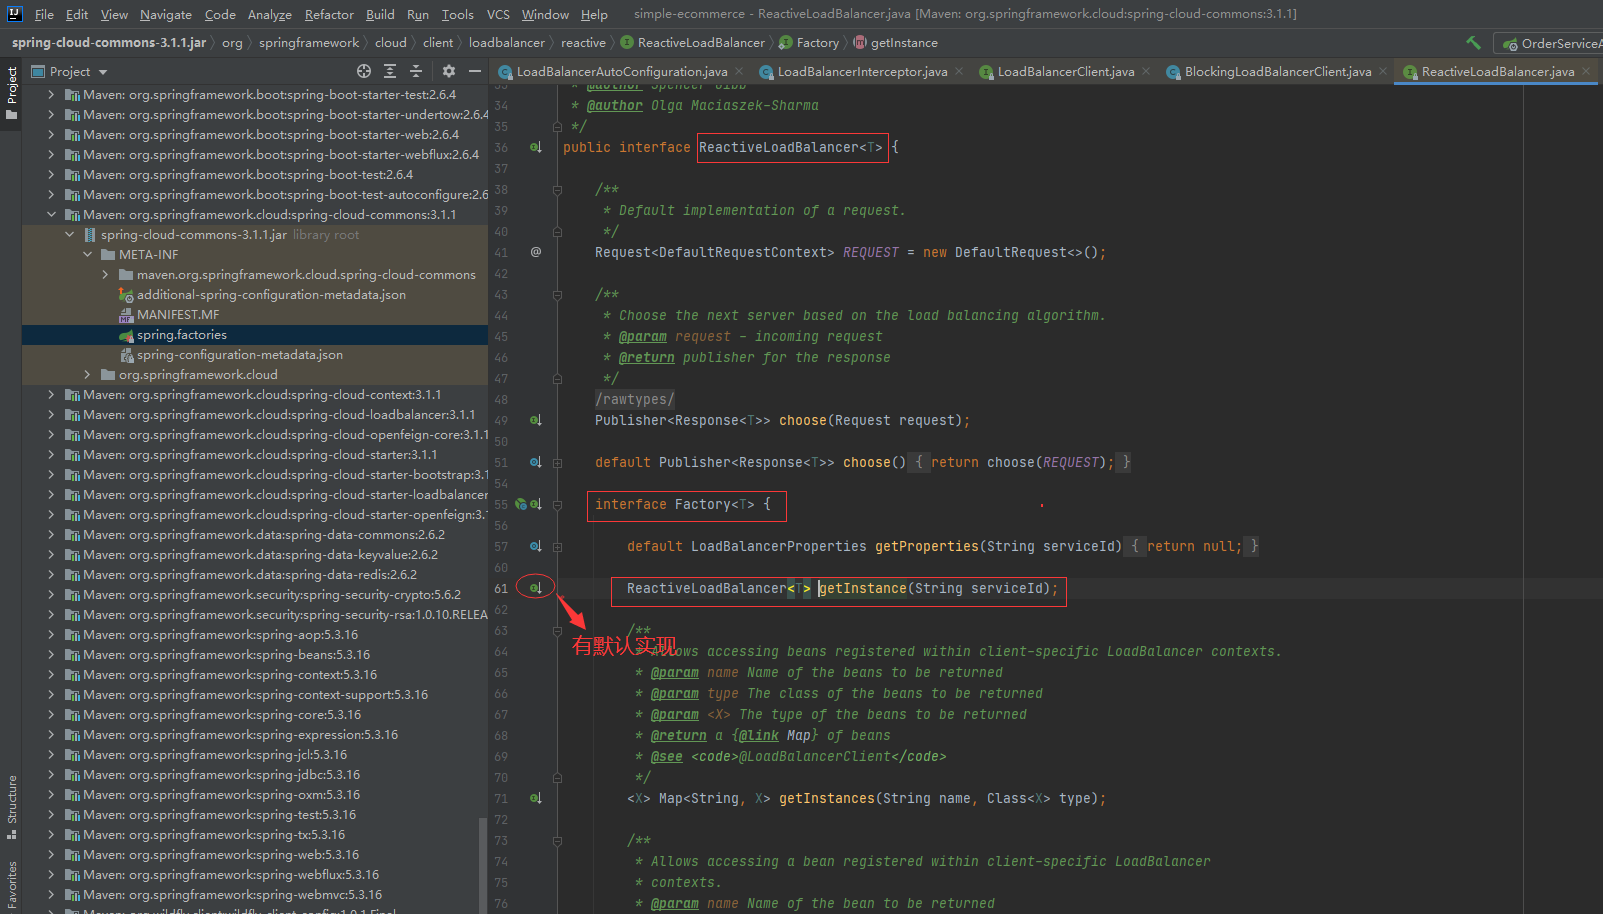 File Edit View Navigate Code Analyze Refactor Build Run Tools VCS Window Help simple-ecommerce - ReactiveLoadBalancer.java [Maven: org.springframework.cloud:spring-cloud-commons:3.1.1]
spring-cloud-commons-3.1.1.jar org springframework cloud client loadbalancer reactive ReactiveLoadBalancer Factory getInstance OrderServiceA
Project
Project
LoadBalancerAutoConfiguration.java LoadBalancerInterceptor.java LoadBalancerClient.java BlockingLoadBalancerClient.java ReactiveLoadBalancer.java
Maven: org.springframework.boot:spring-boot-starter-test:2.6.4
Maven: org.springframework.boot:spring-boot-starter-undertow:2.6.4
Maven: org.springframework.boot:spring-boot-starter-web:2.6.4
Maven: org.springframework.boot:spring-boot-starter-webflux:2.6.4
Maven: org.springframework.boot:spring-boot-test:2.6.4
Maven: org.springframework.boot:spring-boot-test-autoconfigure:2.6
Maven: org.springframework.cloud:spring-cloud-commons:3.1.1
spring-cloud-commons-3.1.1.jar library root
META-INF
maven.org.springframework.cloud.spring-cloud-commons
additional-spring-configuration-metadata.json
MANIFEST.MF
spring.factories
spring-configuration-metadata.json
org.springframework.cloud
Maven: org.springframework.cloud:spring-cloud-context:3.1.1
Maven: org.springframework.cloud:spring-cloud-loadbalancer:3.1.1
Maven: org.springframework.cloud:spring-cloud-openfeign-core:3.1.1
Maven: org.springframework.cloud:spring-cloud-starter:3.1.1
Maven: org.springframework.cloud:spring-cloud-starter-bootstrap:3.1
Maven: org.springframework.cloud:spring-cloud-starter-loadbalancer
Maven: org.springframework.cloud:spring-cloud-starter-openfeign:3.
Maven: org.springframework.data:spring-data-commons:2.6.2
Maven: org.springframework.data:spring-data-keyvalue:2.6.2
Maven: org.springframework.data:spring-data-redis:2.6.2
Maven: org.springframework.security:spring-security-crypto:5.6.2
Maven: org.springframework.security:spring-security-rsa:1.0.10.RELEA
Maven: org.springframework:spring-aop:5.3.16
Maven: org.springframework:spring-beans:5.3.16
Maven: org.springframework:spring-context:5.3.16
Maven: org.springframework:spring-context-support:5.3.16
Maven: org.springframework:spring-core:5.3.16
Maven: org.springframework:spring-expression:5.3.16
Maven: org.springframework:spring-jcl:5.3.16
Maven: org.springframework:spring-jdbc:5.3.16
Maven: org.springframework:spring-oxm:5.3.16
Maven: org.springframework:spring-test:5.3.16
Maven: org.springframework:spring-tx:5.3.16
Maven: org.springframework:spring-web:5.3.16
Maven: org.springframework:spring-webflux:5.3.16
Maven: org.springframework:spring-webmvc:5.3.16
Structure
Favorites
33 * @author Spencer Gibb
34 * @author Olga Maciaszek-Sharma
35 */
36 public interface ReactiveLoadBalancer<T> {
37
38 /**
39 * Default implementation of a request.
40 */
41 @ Request<DefaultRequestContext> REQUEST = new DefaultRequest<>();
42
43 /**
44 * Choose the next server based on the load balancing algorithm.
45 * @param request – incoming request
46 * @return publisher for the response
47 */
48 /rawtypes/
49 Publisher<Response<T>> choose(Request request);
50
51 default Publisher<Response<T>> choose() { return choose(REQUEST); }
54
55 interface Factory<T> {
56
57 default LoadBalancerProperties getProperties(String serviceId) { return null; }
60
61 ReactiveLoadBalancer<T> getInstance(String serviceId);
62
63 /**
有默认实现
64 * Allows accessing beans registered within client-specific LoadBalancer contexts.
65 * @param name Name of the beans to be returned
66 * @param type The class of the beans to be returned
67 * @param <X> The type of the beans to be returned
68 * @return a {@link Map} of beans
69 * @see <code>@LoadBalancerClient</code>
70 */
71 <X> Map<String, X> getInstances(String name, Class<X> type);
72
73 /**
74 * Allows accessing a bean registered within client-specific LoadBalancer
75 * contexts.
76 * @param name Name of the bean to be returned